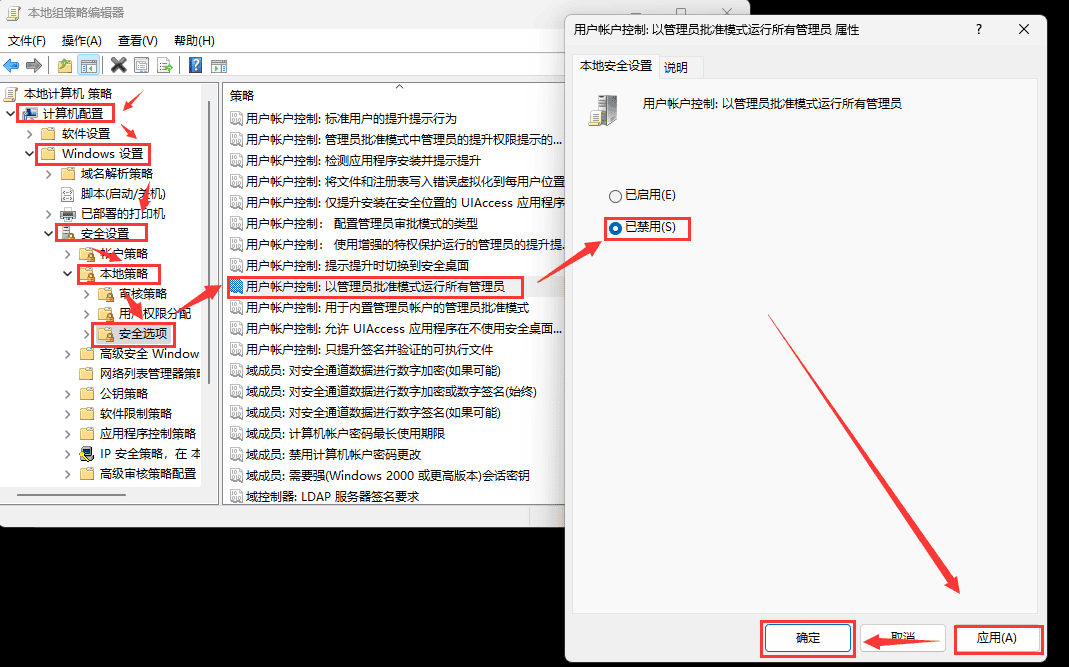 本地组策略编辑器
文件(F) 操作(A) 查看(V) 帮助(H)
本地计算机 策略
计算机配置
软件设置
Windows 设置
域名解析策略
脚本(启动/关机)
已部署的打印机
安全设置
帐户策略
本地策略
审核策略
用户权限分配
安全选项
高级安全 Window
网络列表管理器策
公钥策略
软件限制策略
应用程序控制策略
IP 安全策略，在 本
高级审核策略配置
策略
用户帐户控制: 标准用户的提升提示行为
用户帐户控制: 管理员批准模式中管理员的提升权限提示的...
用户帐户控制: 检测应用程序安装并提示提升
用户帐户控制: 将文件和注册表写入错误虚拟化到每用户位置
用户帐户控制: 仅提升安装在安全位置的 UIAccess 应用程序
用户帐户控制： 配置管理员审批模式的类型
用户帐户控制： 使用增强的特权保护运行的管理员的提升提.
用户帐户控制: 提示提升时切换到安全桌面
用户帐户控制: 以管理员批准模式运行所有管理员
用户帐户控制: 用于内置管理员帐户的管理员批准模式
用户帐户控制: 允许 UIAccess 应用程序在不使用安全桌面...
用户帐户控制: 只提升签名并验证的可执行文件
域成员: 对安全通道数据进行数字加密(如果可能)
域成员: 对安全通道数据进行数字加密或数字签名(始终)
域成员: 对安全通道数据进行数字签名(如果可能)
域成员: 计算机帐户密码最长使用期限
域成员: 禁用计算机帐户密码更改
域成员: 需要强(Windows 2000 或更高版本)会话密钥
域控制器: LDAP 服务器签名要求
用户帐户控制: 以管理员批准模式运行所有管理员 属性
本地安全设置 说明
用户帐户控制: 以管理员批准模式运行所有管理员
已启用(E)
已禁用(S)
确定 取消 应用(A)